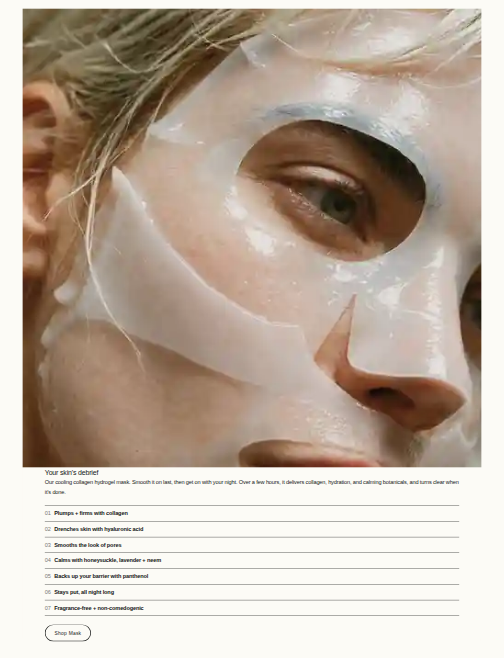 Your skin's debrief
Our cooling collagen hydrogel mask. Smooth it on last, then get on with your night. Over a few hours, it delivers collagen, hydration, and calming botanicals, and turns clear when
it's done.
01 Plumps + firms with collagen
02 Drenches skin with hyaluronic acid
03 Smooths the look of pores
04 Calms with honeysuckle, lavender + neem
05 Backs up your barrier with panthenol
06 Stays put, all night long
07 Fragrance-free + non-comedogenic
Shop Mask